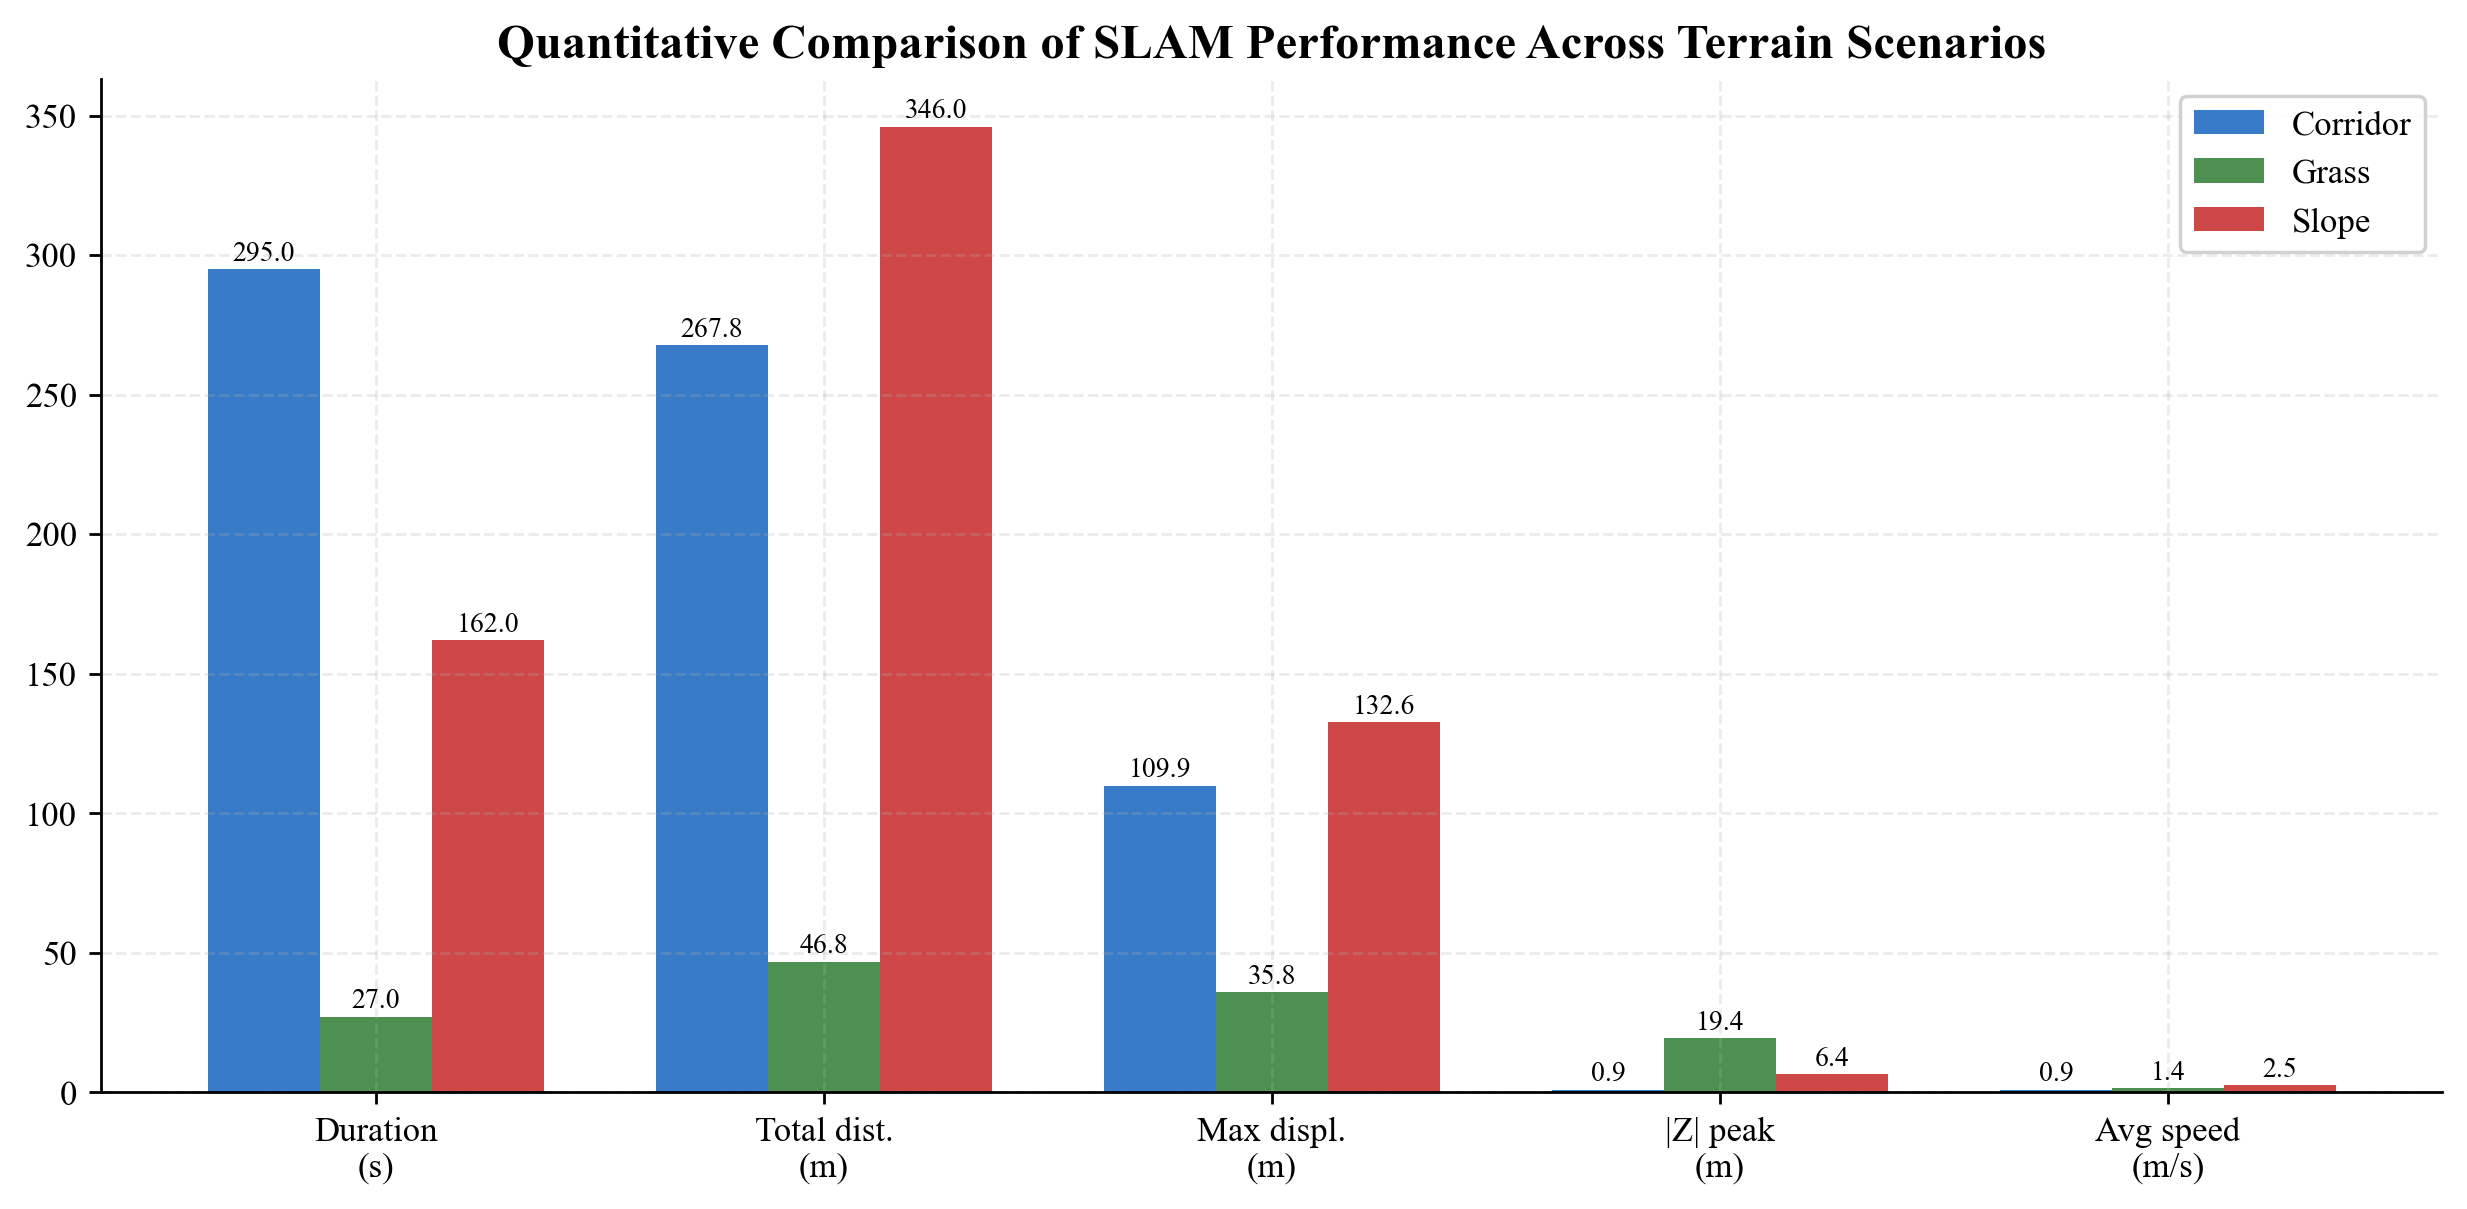 Quantitative Comparison of SLAM Performance Across Terrain Scenarios
350
300
250
200
150
100
50
0
295.0
27.0
162.0
267.8
46.8
346.0
109.9
35.8
132.6
0.9
19.4
6.4
0.9
1.4
2.5
Corridor
Grass
Slope
Duration
(s)
Total dist.
(m)
Max displ.
(m)
|Z| peak
(m)
Avg speed
(m/s)